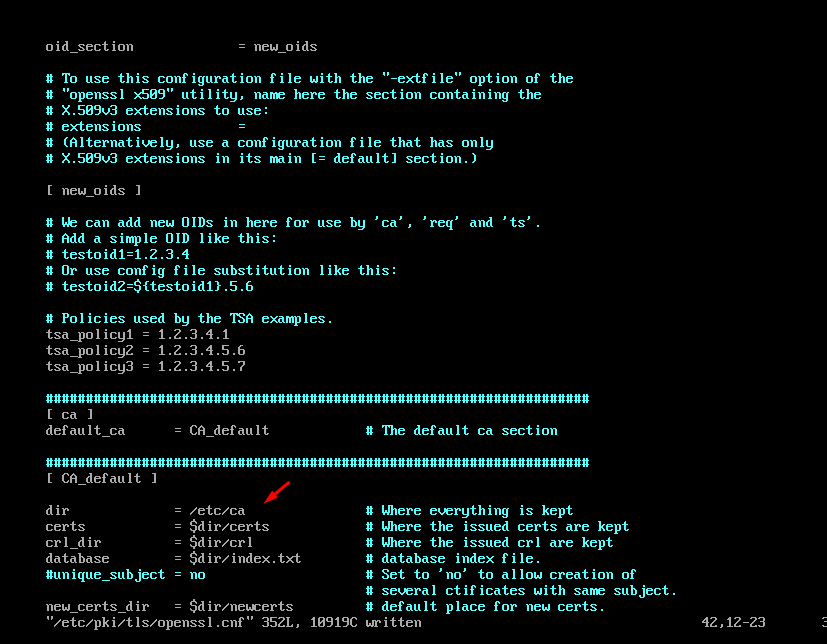 oid_section = new_oids
# To use this configuration file with the "-extfile" option of the
# "openssl x509" utility, name here the section containing the
# X.509v3 extensions to use:
# extensions =
# (Alternatively, use a configuration file that has only
# X.509v3 extensions in its main [= default] section.)
[ new_oids ]
# We can add new OIDs in here for use by 'ca', 'req' and 'ts'.
# Add a simple OID like this:
# testoid1=1.2.3.4
# Or use config file substitution like this:
# testoid2=${testoid1}.5.6
# Policies used by the TSA examples.
tsa_policy1 = 1.2.3.4.1
tsa_policy2 = 1.2.3.4.5.6
tsa_policy3 = 1.2.3.4.5.7
####################################################################
[ ca ]
default_ca = CA_default # The default ca section
####################################################################
[ CA_default ]
dir = /etc/ca # Where everything is kept
certs = $dir/certs # Where the issued certs are kept
crl_dir = $dir/crl # Where the issued crl are kept
database = $dir/index.txt # database index file.
#unique_subject = no # Set to 'no' to allow creation of
# several ctificates with same subject.
new_certs_dir = $dir/newcerts # default place for new certs.
"/etc/pki/tls/openssl.cnf" 352L, 10919C written 42,12-23